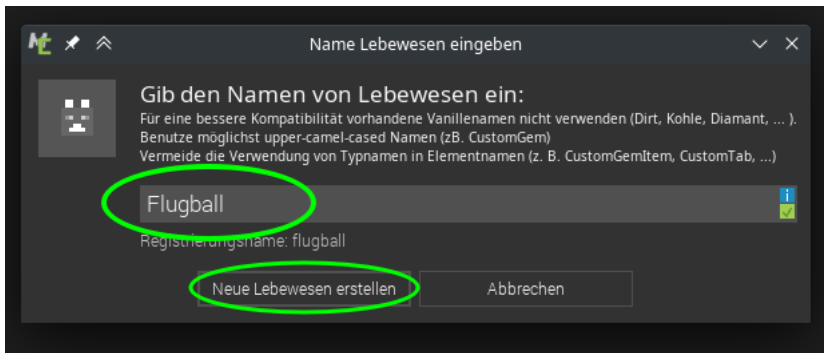 Name Lebewesen eingeben
Gib den Namen von Lebewesen ein:
Für eine bessere Kompatibilität vorhandene Vanillenamen nicht verwenden (Dirt, Kohle, Diamant, ... ).
Benutze möglichst upper-camel-cased Namen (zB. CustomGem)
Vermeide die Verwendung von Typnamen in Elementnamen (z. B. CustomGemItem, CustomTab, ...)
Flugball
Registrierungsname: flugball
Neue Lebewesen erstellen Abbrechen